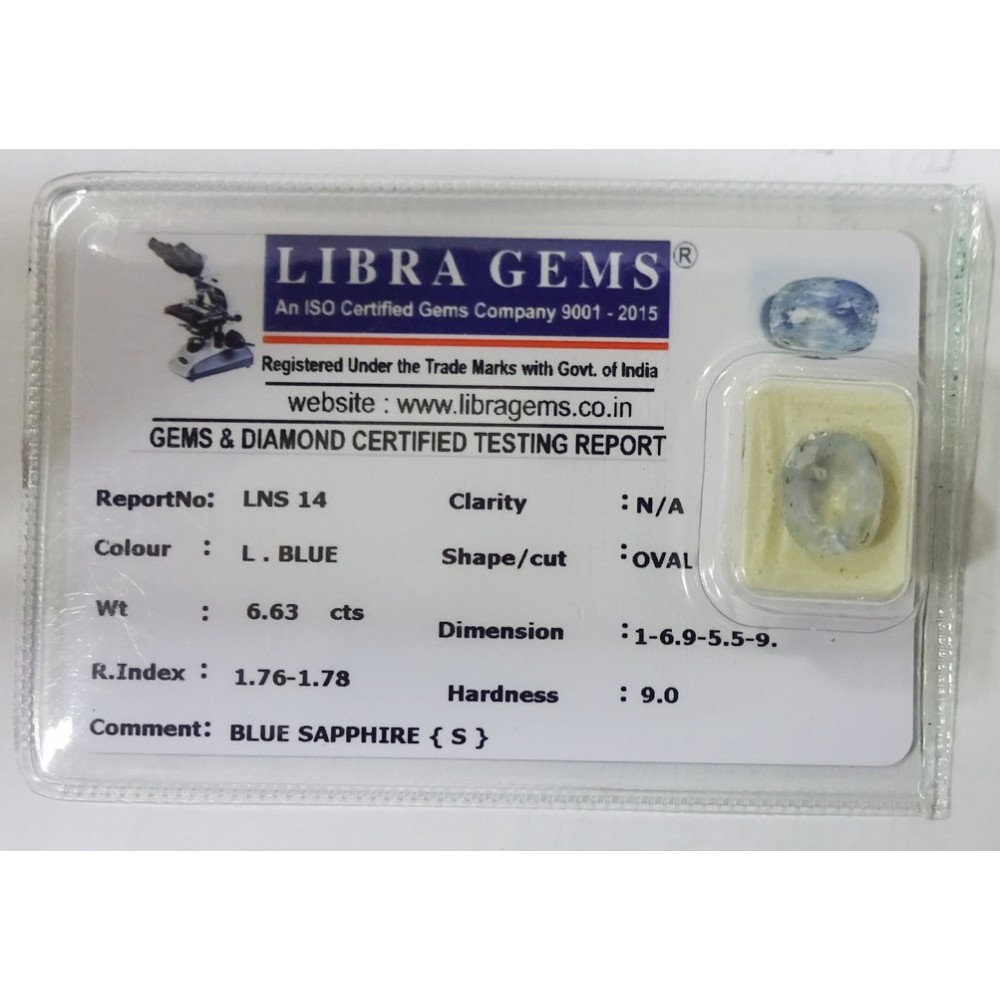 LIBRA GEMS ®
An ISO Certified Gems Company 9001 - 2015
Registered Under the Trade Marks with Govt. of India
website : www.libragems.co.in
GEMS & DIAMOND CERTIFIED TESTING REPORT
ReportNo: LNS 14 Clarity : N/A
Colour : L . BLUE Shape/cut : OVAL
Wt : 6.63 cts Dimension : 1-6.9-5.5-9.
R.Index : 1.76-1.78 Hardness : 9.0
Comment: BLUE SAPPHIRE { S }